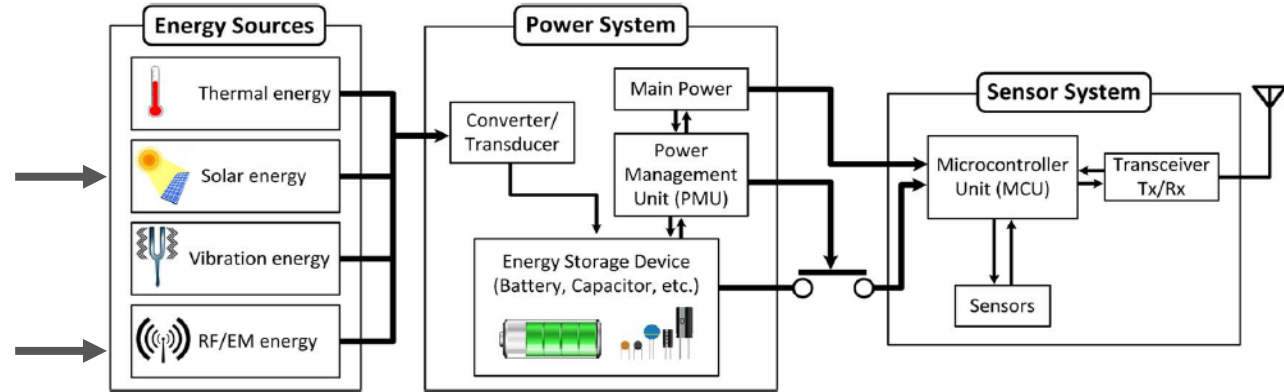 Energy Sources
Thermal energy
Solar energy
Vibration energy
RF/EM energy
Power System
Converter/
Transducer
Main Power
Power
Management
Unit (PMU)
Energy Storage Device
(Battery, Capacitor, etc.)
Sensor System
Microcontroller
Unit (MCU)
Transceiver
Tx/Rx
Sensors